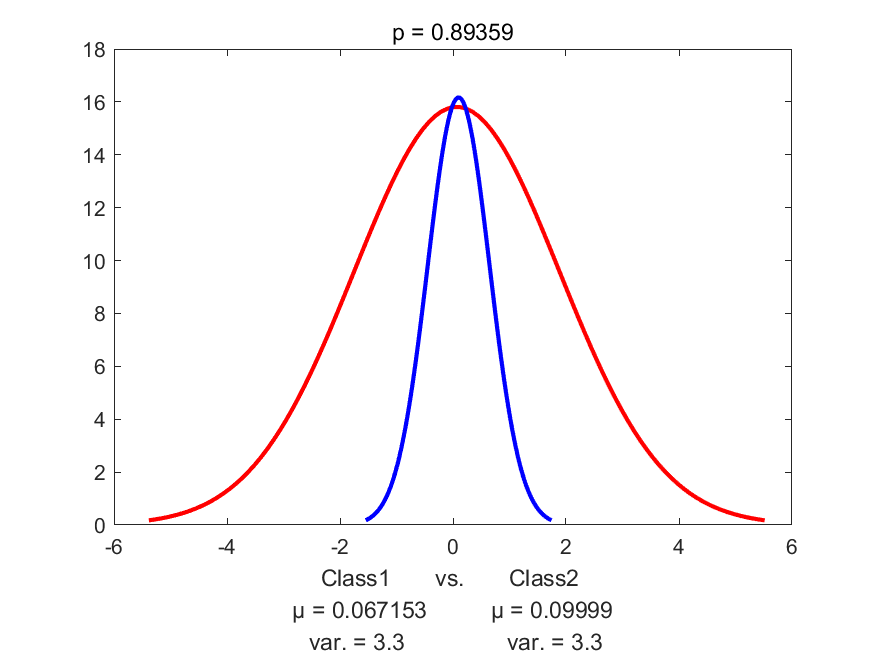 p = 0.89359
18
16
14
12
10
8
6
4
2
0
-6 -4 -2 0 2 4 6
Class1 vs. Class2
μ = 0.067153 μ = 0.09999
var. = 3.3 var. = 3.3